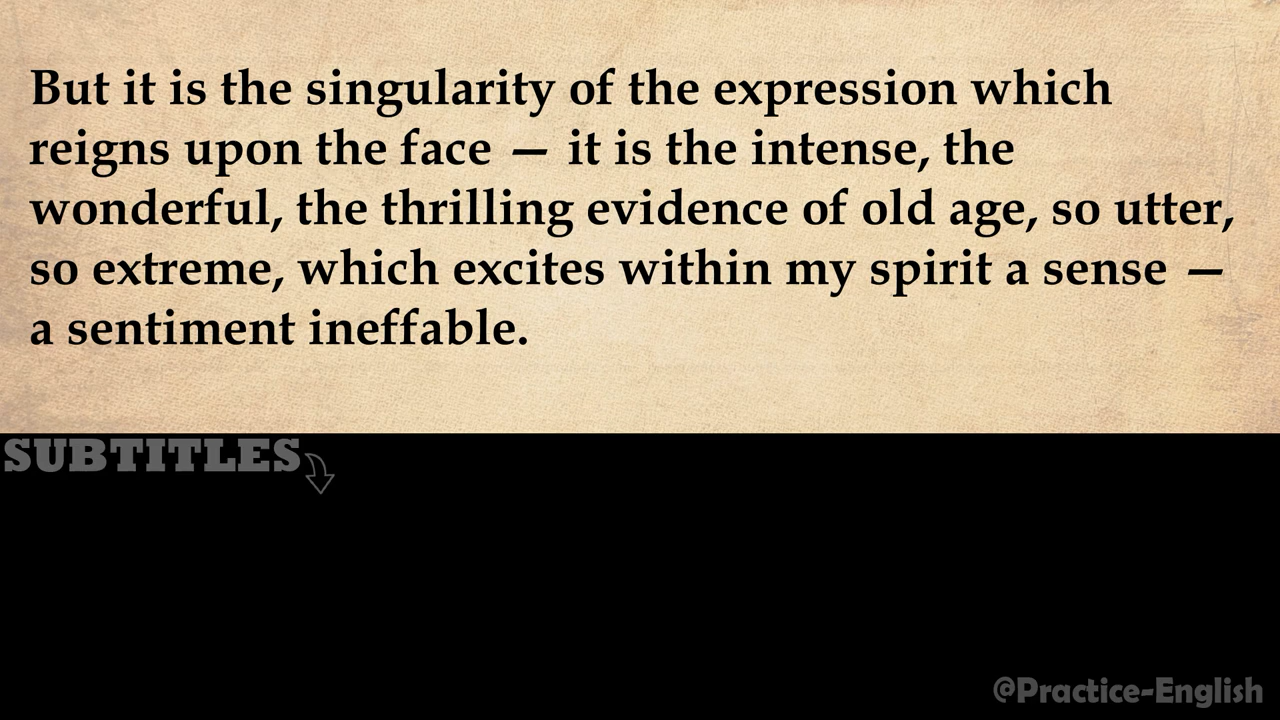 But it is the singularity of the expression which
reigns upon the face — it is the intense, the
wonderful, the thrilling evidence of old age, so utter,
so extreme, which excites within my spirit a sense —
a sentiment ineffable.
SUBTITLES
@Practice-English